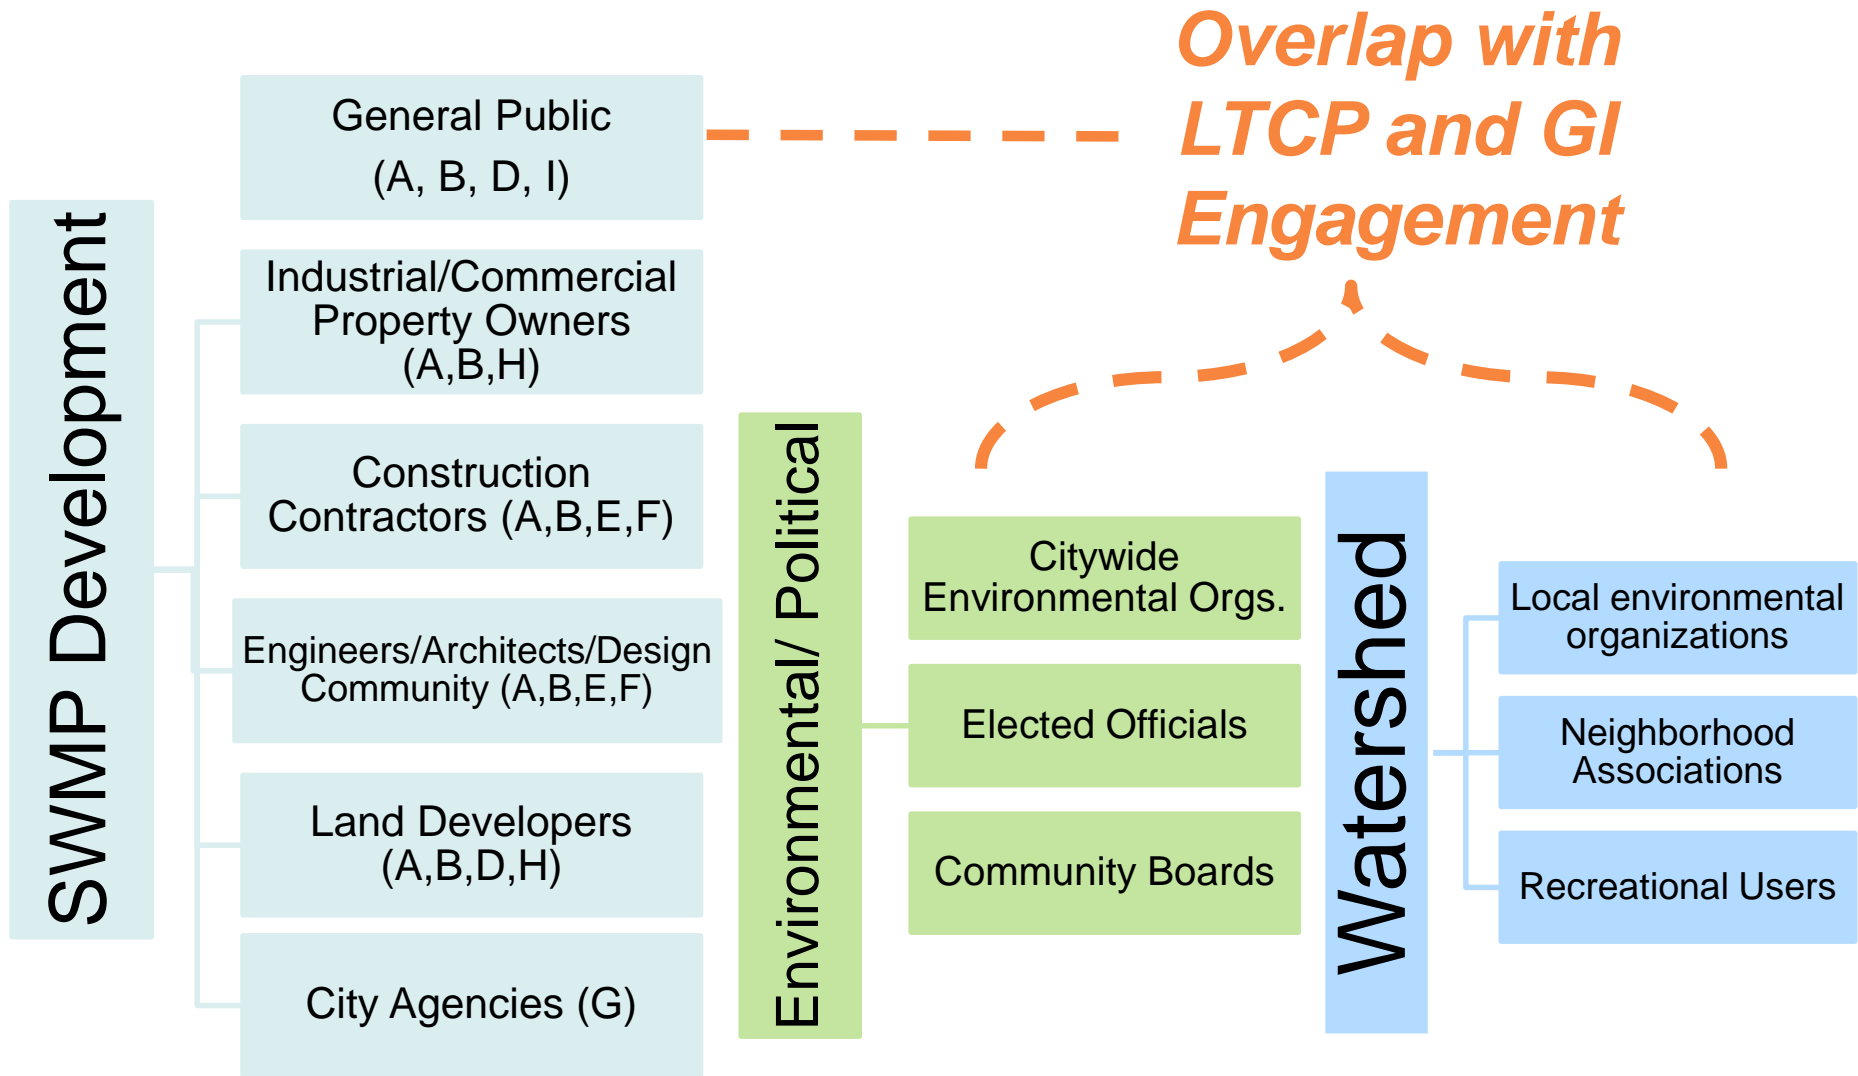 Overlap with
LTCP and GI
Engagement
SWMP Development
General Public
(A, B, D, I)
Industrial/Commercial
Property Owners
(A,B,H)
Construction
Contractors (A,B,E,F)
Engineers/Architects/Design
Community (A,B,E,F)
Land Developers
(A,B,D,H)
City Agencies (G)
Environmental/ Political
Citywide
Environmental Orgs.
Elected Officials
Community Boards
Watershed
Local environmental
organizations
Neighborhood
Associations
Recreational Users